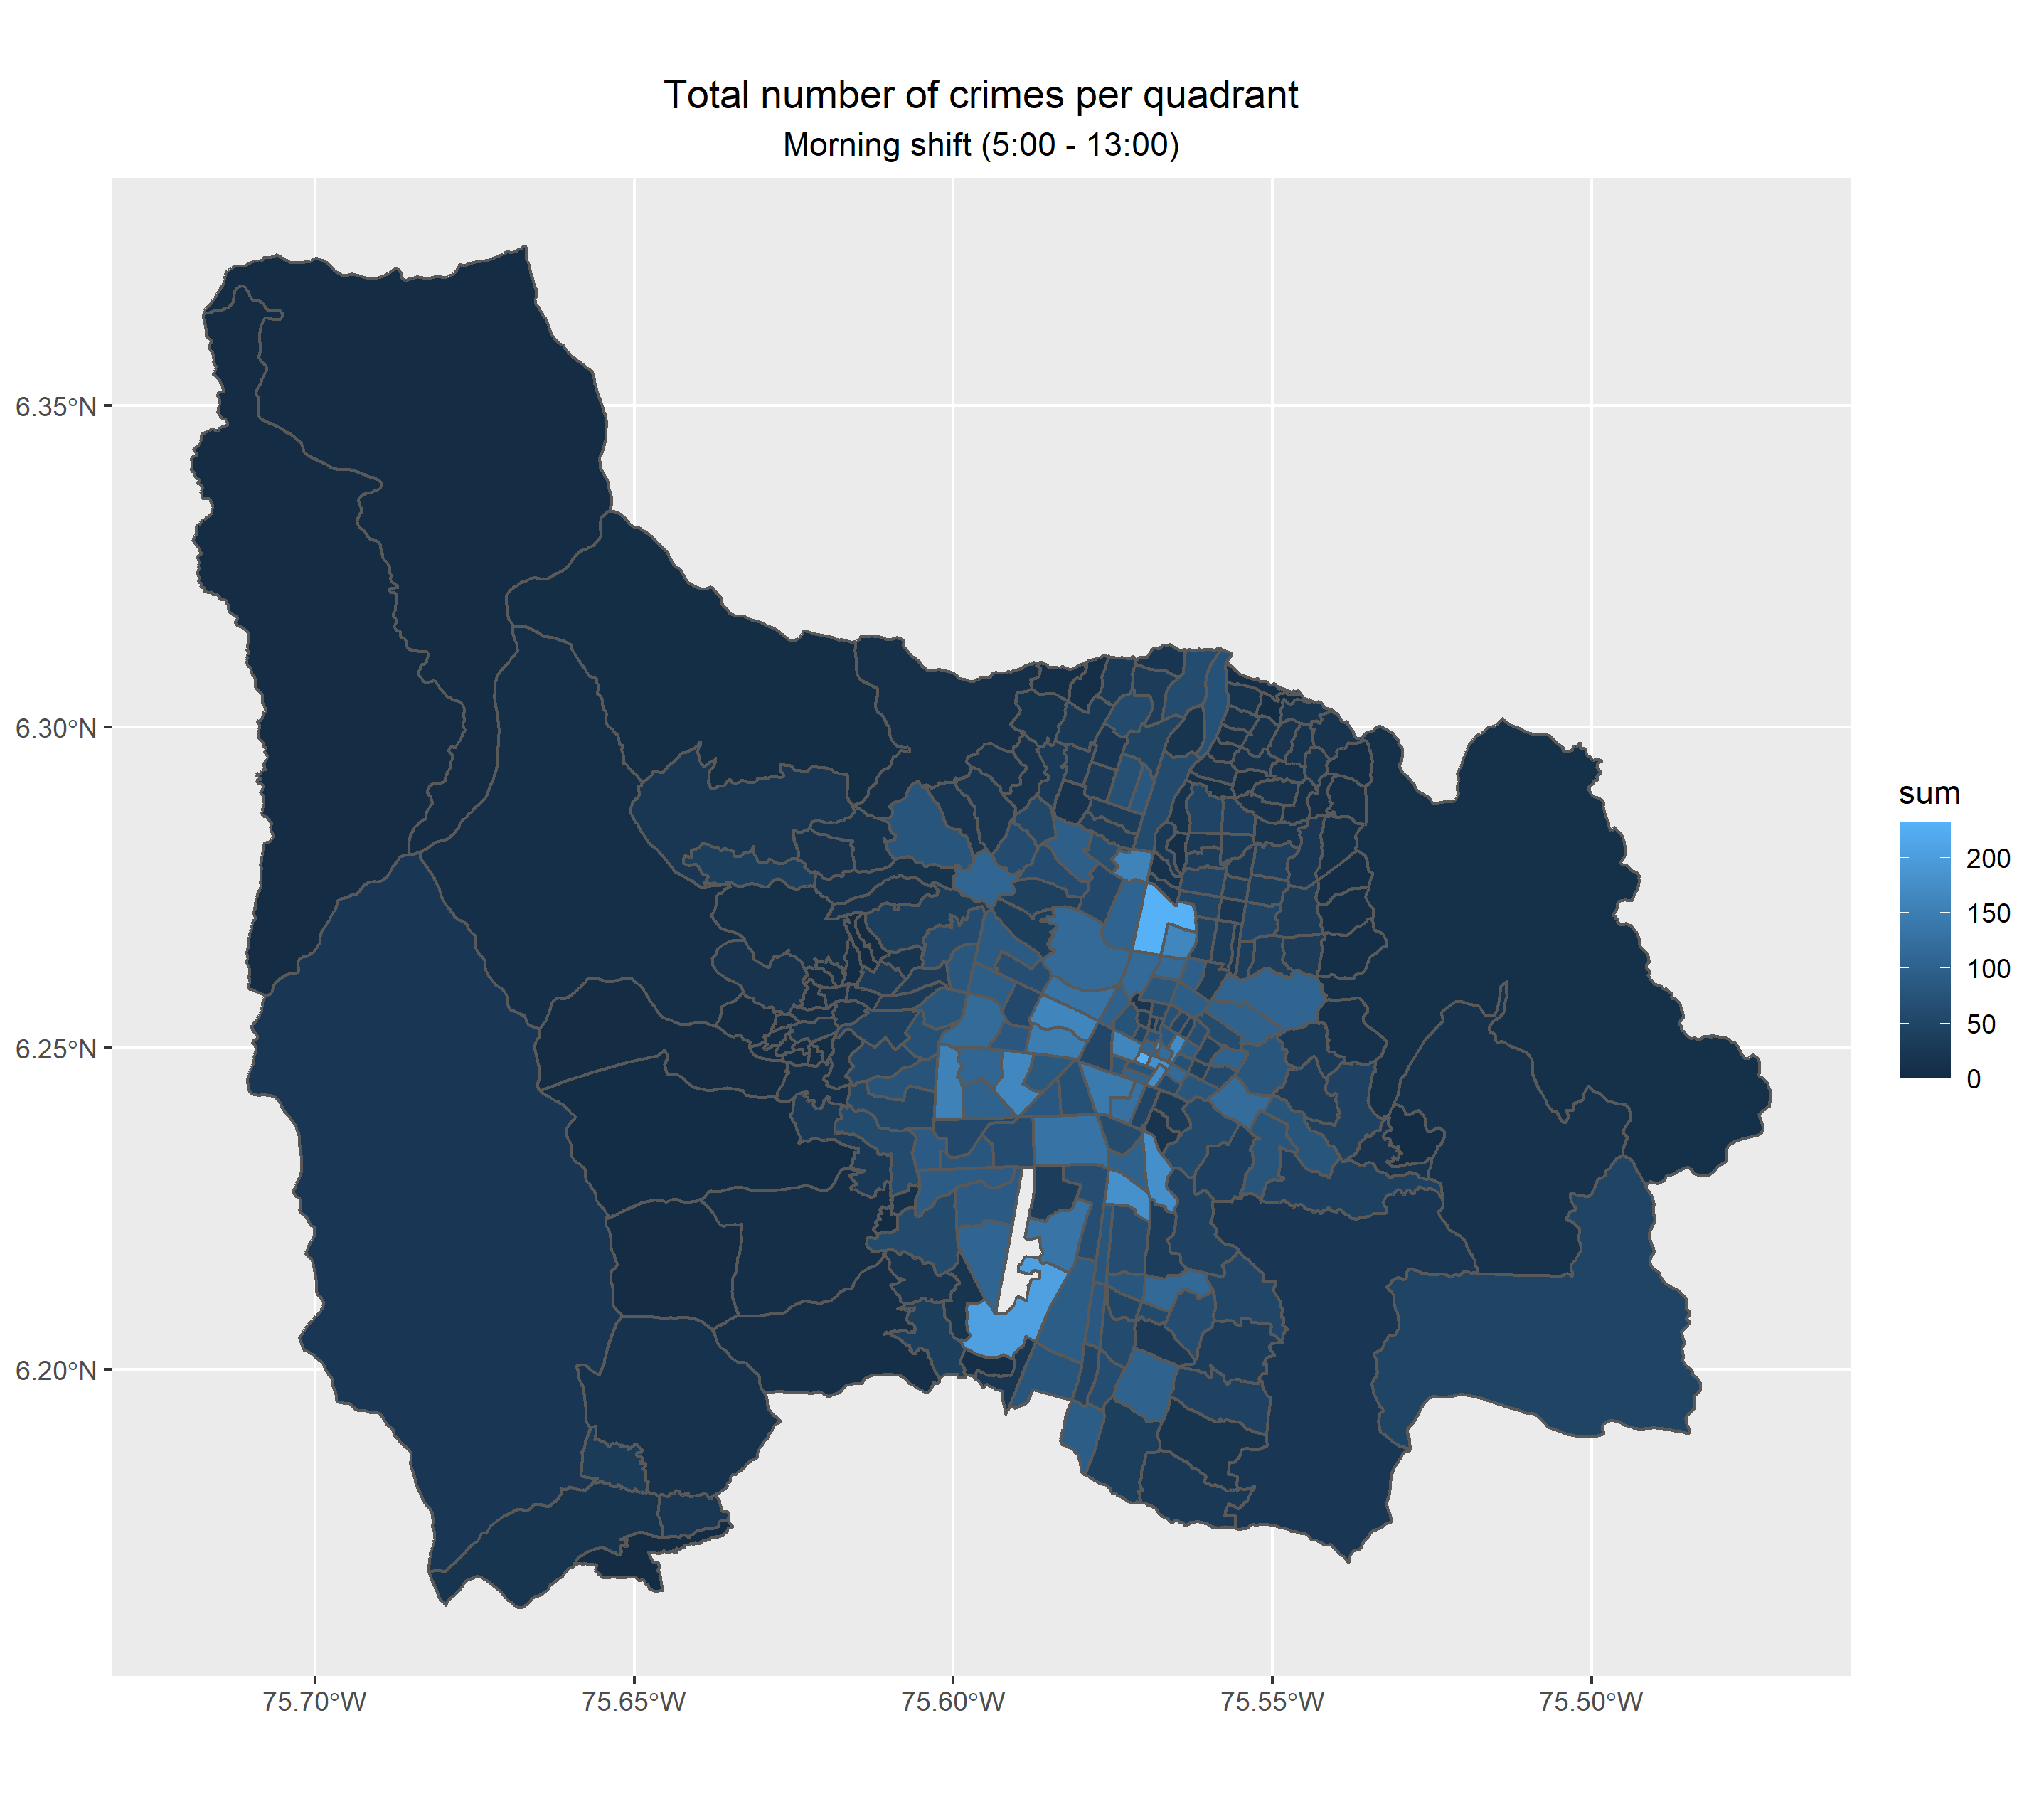 Total number of crimes per quadrant
Morning shift (5:00 - 13:00)
6.35°N
6.30°N
6.25°N
6.20°N
75.70°W
75.65°W
75.60°W
75.55°W
75.50°W
sum
200
150
100
50
0